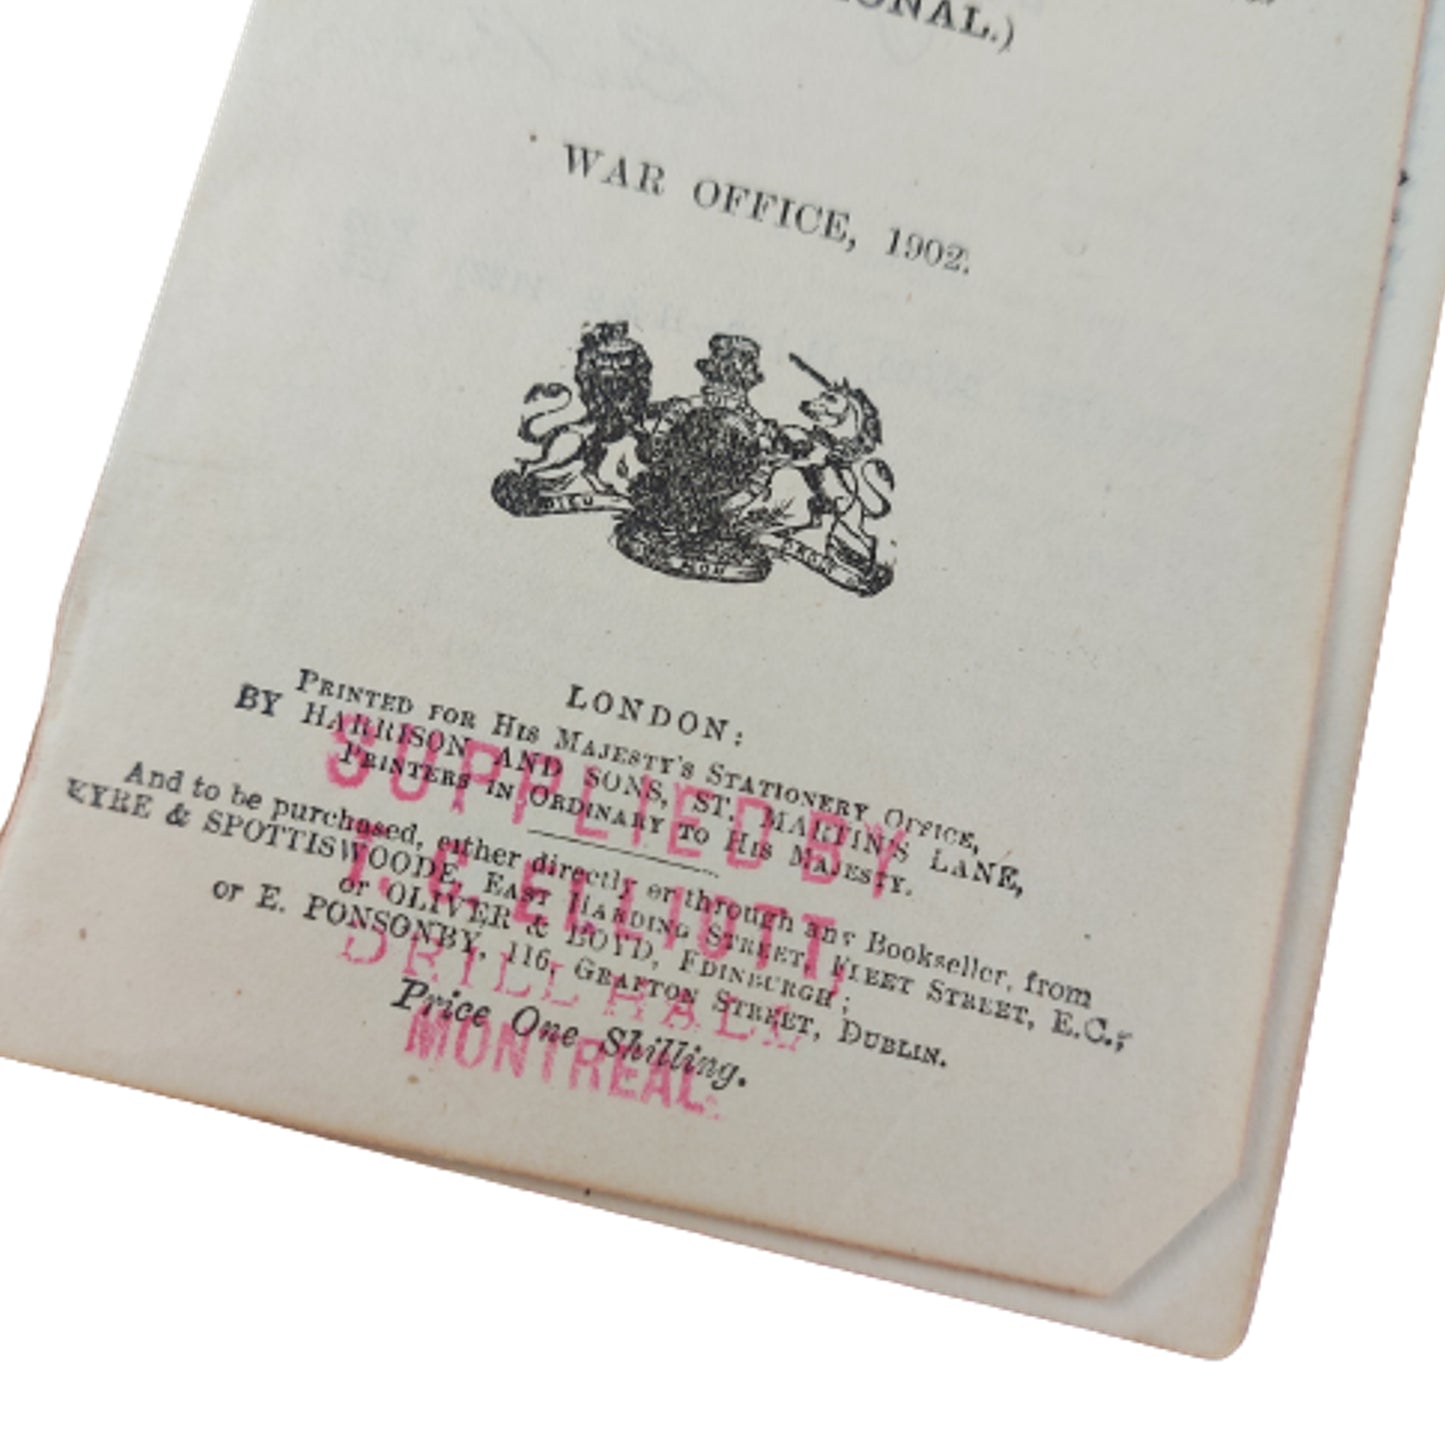 ONAL.)
WAR OFFICE, 1902.
DIEU
MON
DROIT
LONDON:
PRINTED FOR HIS MAJESTY'S STATIONERY OFFICE,
BY HARRISON AND SONS, ST. MARTIN'S LANE,
PRINTERS IN ORDINARY TO HIS MAJESTY.
And to be purchased, either directly or through any Bookseller, from
EYRE & SPOTTISWOODE, EAST HARDING STREET, FLEET STREET, E.C.;
or OLIVER & BOYD, EDINBURGH;
or E. PONSONBY, 116, GRAFTON STREET, DUBLIN.
Price One Shilling.
SUPPLIED BY
ELLIOTT,
DRILL HALL
MONTREAL.